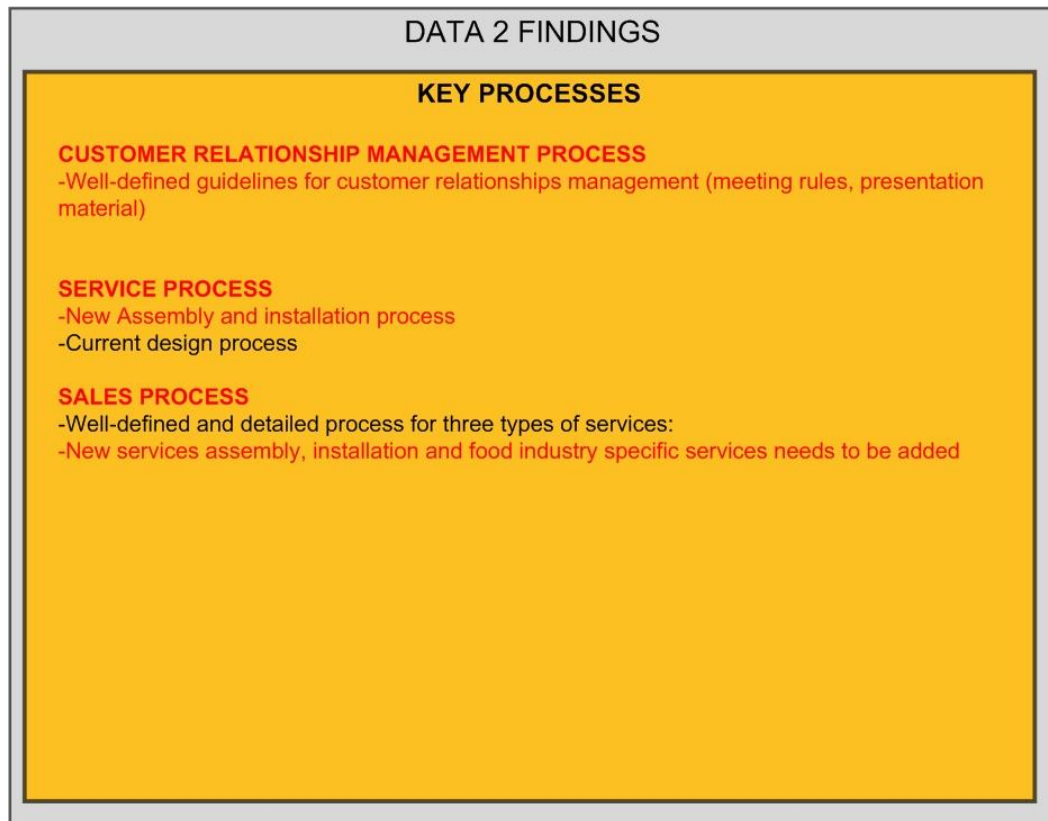 DATA 2 FINDINGS
KEY PROCESSES
CUSTOMER RELATIONSHIP MANAGEMENT PROCESS
-Well-defined guidelines for customer relationships management (meeting rules, presentation
material)
SERVICE PROCESS
-New Assembly and installation process
-Current design process
SALES PROCESS
-Well-defined and detailed process for three types of services:
-New services assembly, installation and food industry specific services needs to be added